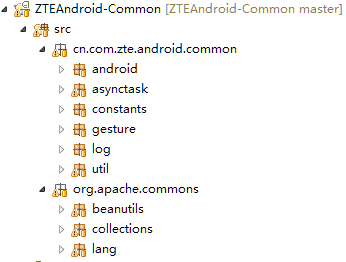 ZTEAndroid-Common [ZTEAndroid-Common master]
src
cn.com.zte.android.common
android
asynctask
constants
gesture
log
util
org.apache.commons
beanutils
collections
lang